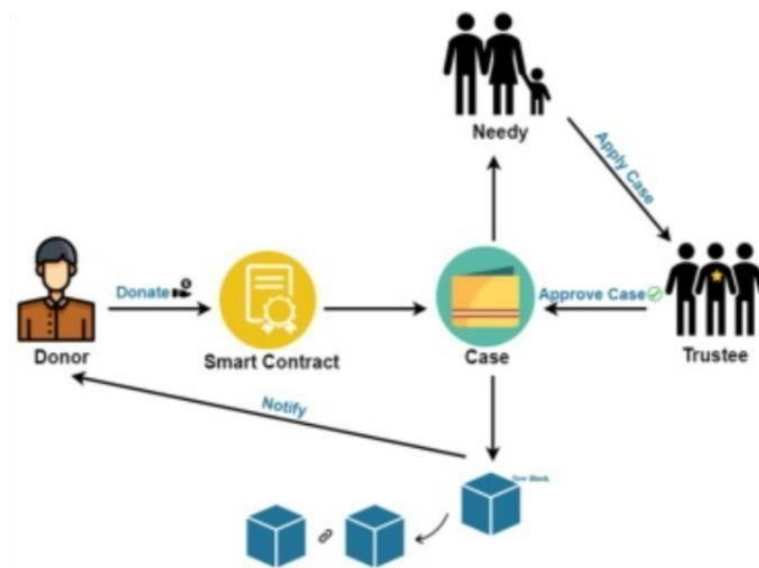 Needy
Apply Case
Donate
Approve Case
Donor
Smart Contract
Case
Trustee
Notify
New Block